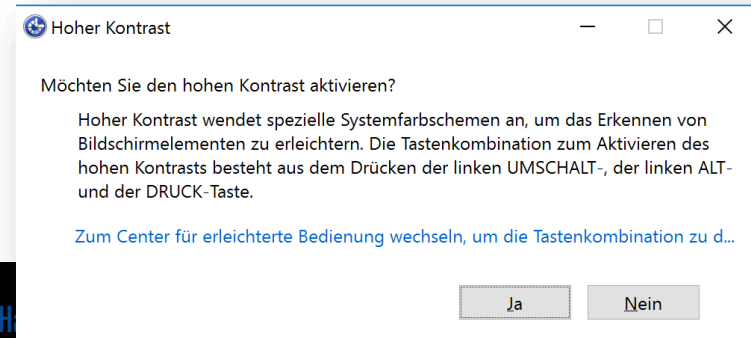 Hoher Kontrast
Möchten Sie den hohen Kontrast aktivieren?
Hoher Kontrast wendet spezielle Systemfarbschemen an, um das Erkennen von
Bildschirmelementen zu erleichtern. Die Tastenkombination zum Aktivieren des
hohen Kontrasts besteht aus dem Drücken der linken UMSCHALT-, der linken ALT-
und der DRUCK-Taste.
Zum Center für erleichterte Bedienung wechseln, um die Tastenkombination zu d...
Ja Nein